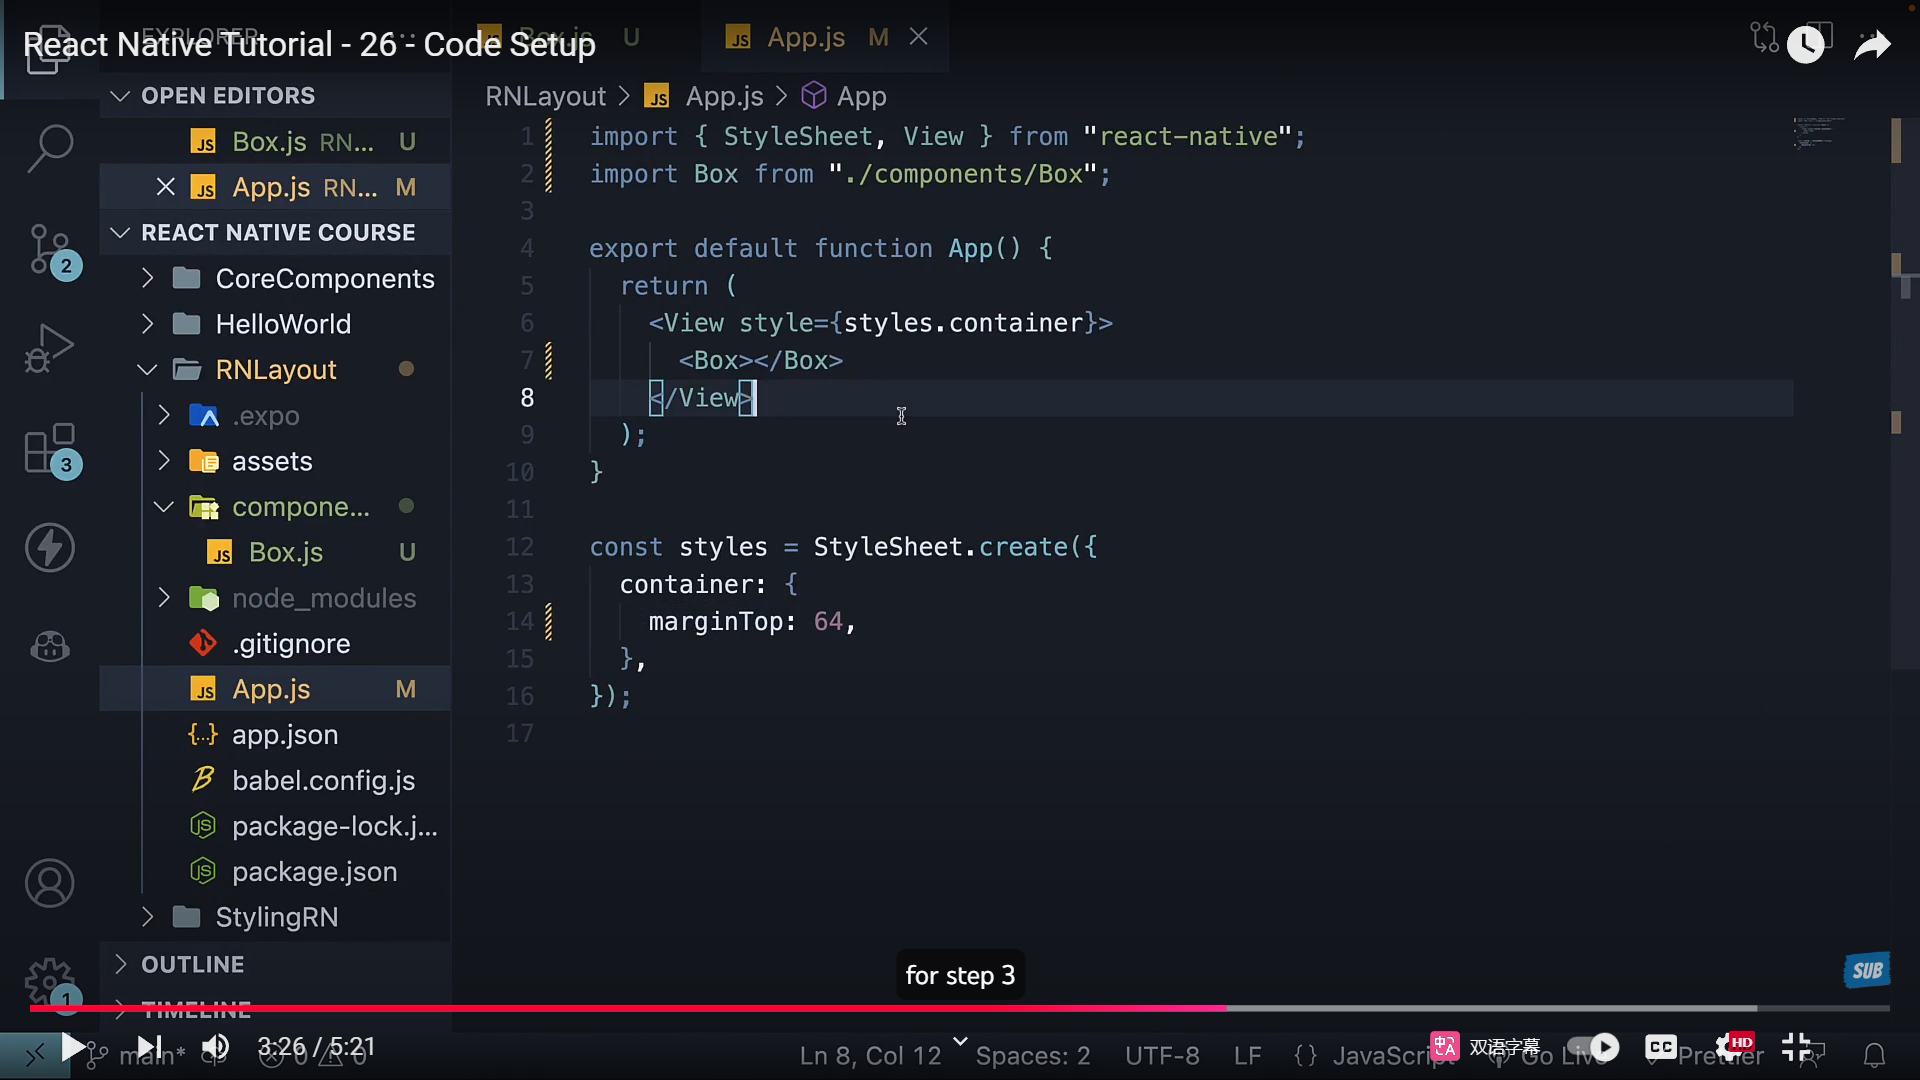 React Native Tutorial - 26 - Code Setup
EXPLORER
Box.js U
App.js M
OPEN EDITORS
Box.js RN... U
App.js RN... M
REACT NATIVE COURSE
CoreComponents
HelloWorld
RNLayout
.expo
assets
compone...
Box.js U
node_modules
.gitignore
App.js M
app.json
babel.config.js
package-lock.j...
package.json
StylingRN
OUTLINE
TIMELINE
2
3
1
RNLayout > JS App.js > App
1 import { StyleSheet, View } from "react-native";
2 import Box from "./components/Box";
3
4 export default function App() {
5 return (
6 <View style={styles.container}>
7 <Box></Box>
8 </View>
9 );
10 }
11
12 const styles = StyleSheet.create({
13 container: {
14 marginTop: 64,
15 },
16 });
17
for step 3
SUB
3:26 / 5:21
main*
0 0
Ln 8, Col 12 Spaces: 2 UTF-8 LF {} JavaScript Go Live Prettier
双语字幕
CC
HD